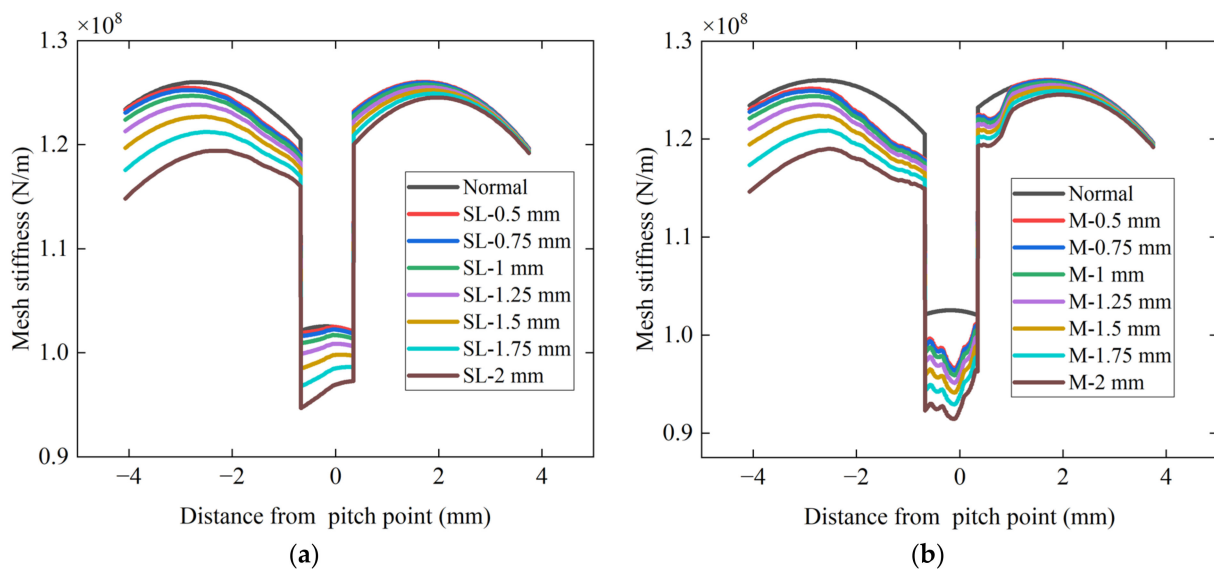 ×10⁸
1.3
1.2
1.1
1.0
0.9
Mesh stiffness (N/m)
Normal
SL-0.5 mm
SL-0.75 mm
SL-1 mm
SL-1.25 mm
SL-1.5 mm
SL-1.75 mm
SL-2 mm
−4 −2 0 2 4
Distance from pitch point (mm)
(a)
×10⁸
1.3
1.2
1.1
1.0
0.9
Mesh stiffness (N/m)
Normal
M-0.5 mm
M-0.75 mm
M-1 mm
M-1.25 mm
M-1.5 mm
M-1.75 mm
M-2 mm
−4 −2 0 2 4
Distance from pitch point (mm)
(b)